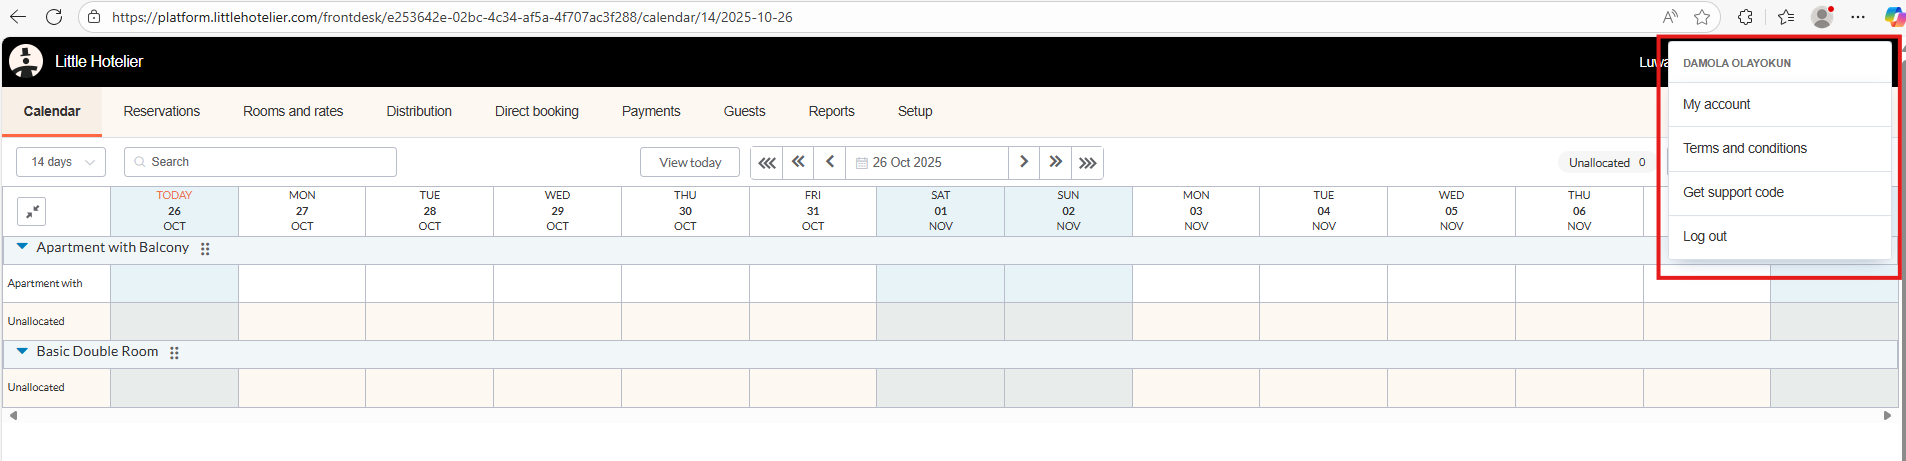 https://platform.littlehotelier.com/frontdesk/e253642e-02bc-4c34-af5a-4f707ac3f288/calendar/14/2025-10-26
Little Hotelier
Luwa
DAMOLA OLAYOKUN
My account
Terms and conditions
Get support code
Log out
Calendar Reservations Rooms and rates Distribution Direct booking Payments Guests Reports Setup
14 days Search View today 26 Oct 2025 Unallocated 0
TODAY MON TUE WED THU FRI SAT SUN MON TUE WED THU
26 27 28 29 30 31 01 02 03 04 05 06
OCT OCT OCT OCT OCT OCT NOV NOV NOV NOV NOV NOV
Apartment with Balcony
Apartment with
Unallocated
Basic Double Room
Unallocated